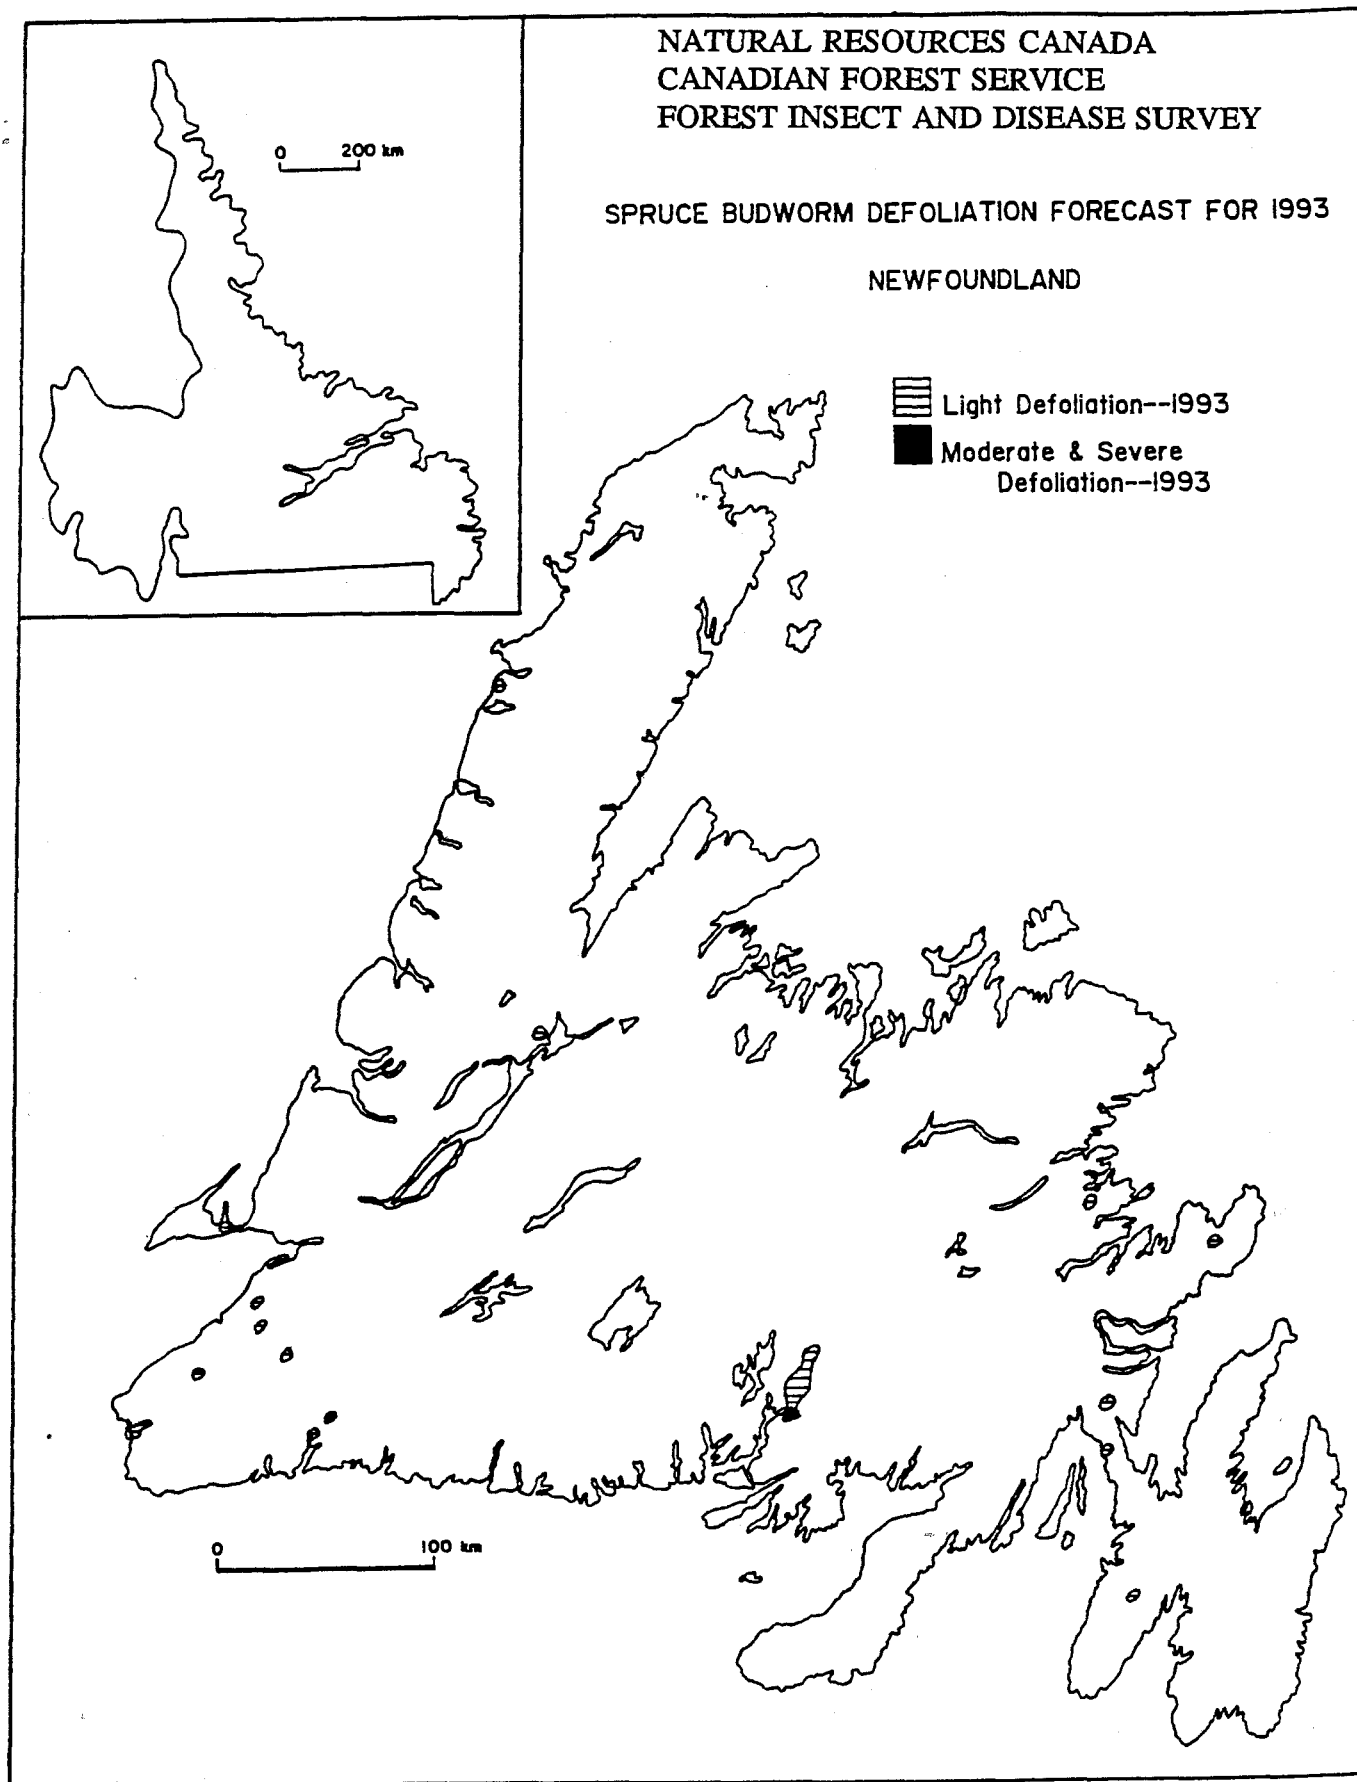 NATURAL RESOURCES CANADA
CANADIAN FOREST SERVICE
FOREST INSECT AND DISEASE SURVEY
0 200 km
SPRUCE BUDWORM DEFOLIATION FORECAST FOR 1993
NEWFOUNDLAND
Light Defoliation--1993
Moderate & Severe
Defoliation--1993
0 100 km